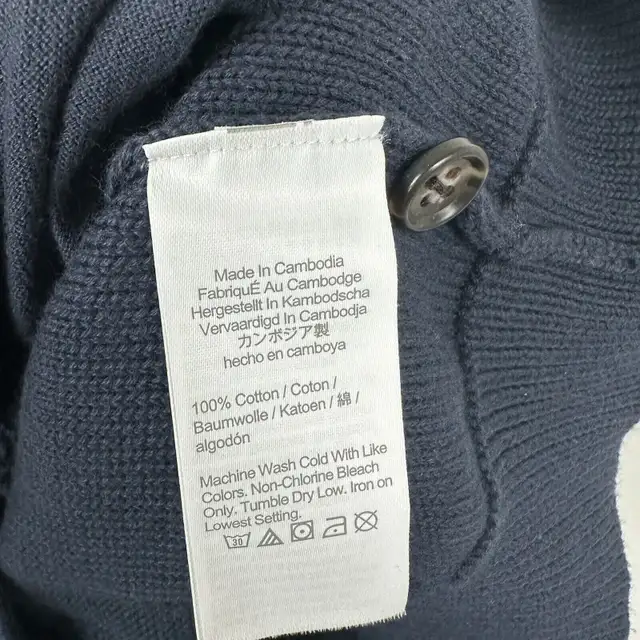 Made In Cambodia
FabriquÉ Au Cambodge
Hergestellt In Kambodscha
Vervaardigd In Cambodja
カンボジア製
hecho en camboya
100% Cotton / Coton /
Baumwolle / Katoen / 綿 /
algodón
Machine Wash Cold With Like
Colors. Non-Chlorine Bleach
Only. Tumble Dry Low. Iron on
Lowest Setting.
30